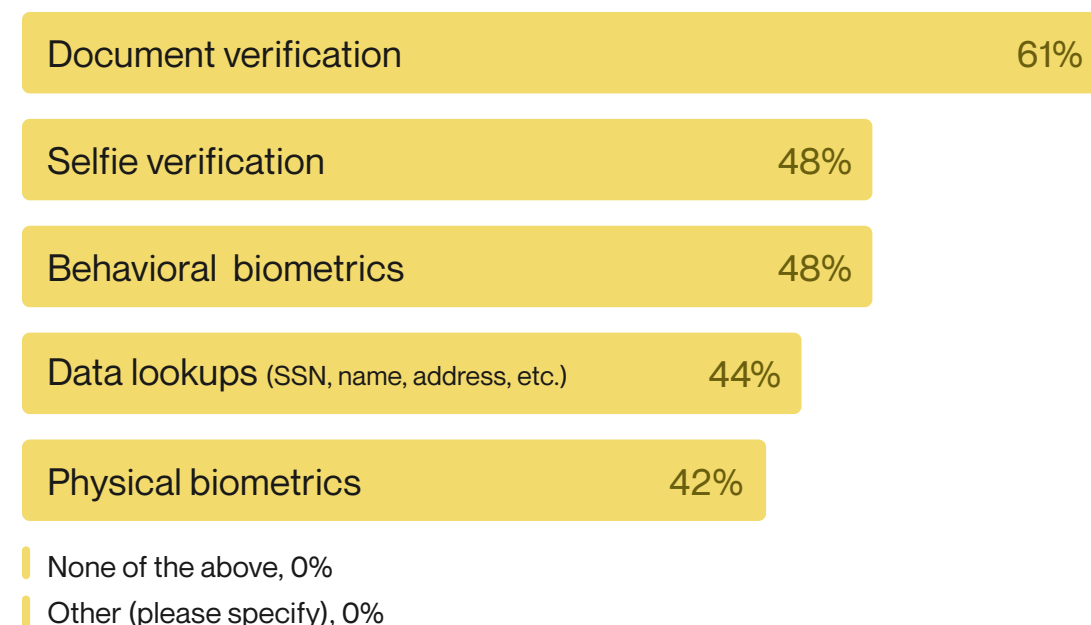 Document verification 61%
Selfie verification 48%
Behavioral biometrics 48%
Data lookups (SSN, name, address, etc.) 44%
Physical biometrics 42%
None of the above, 0%
Other (please specify), 0%